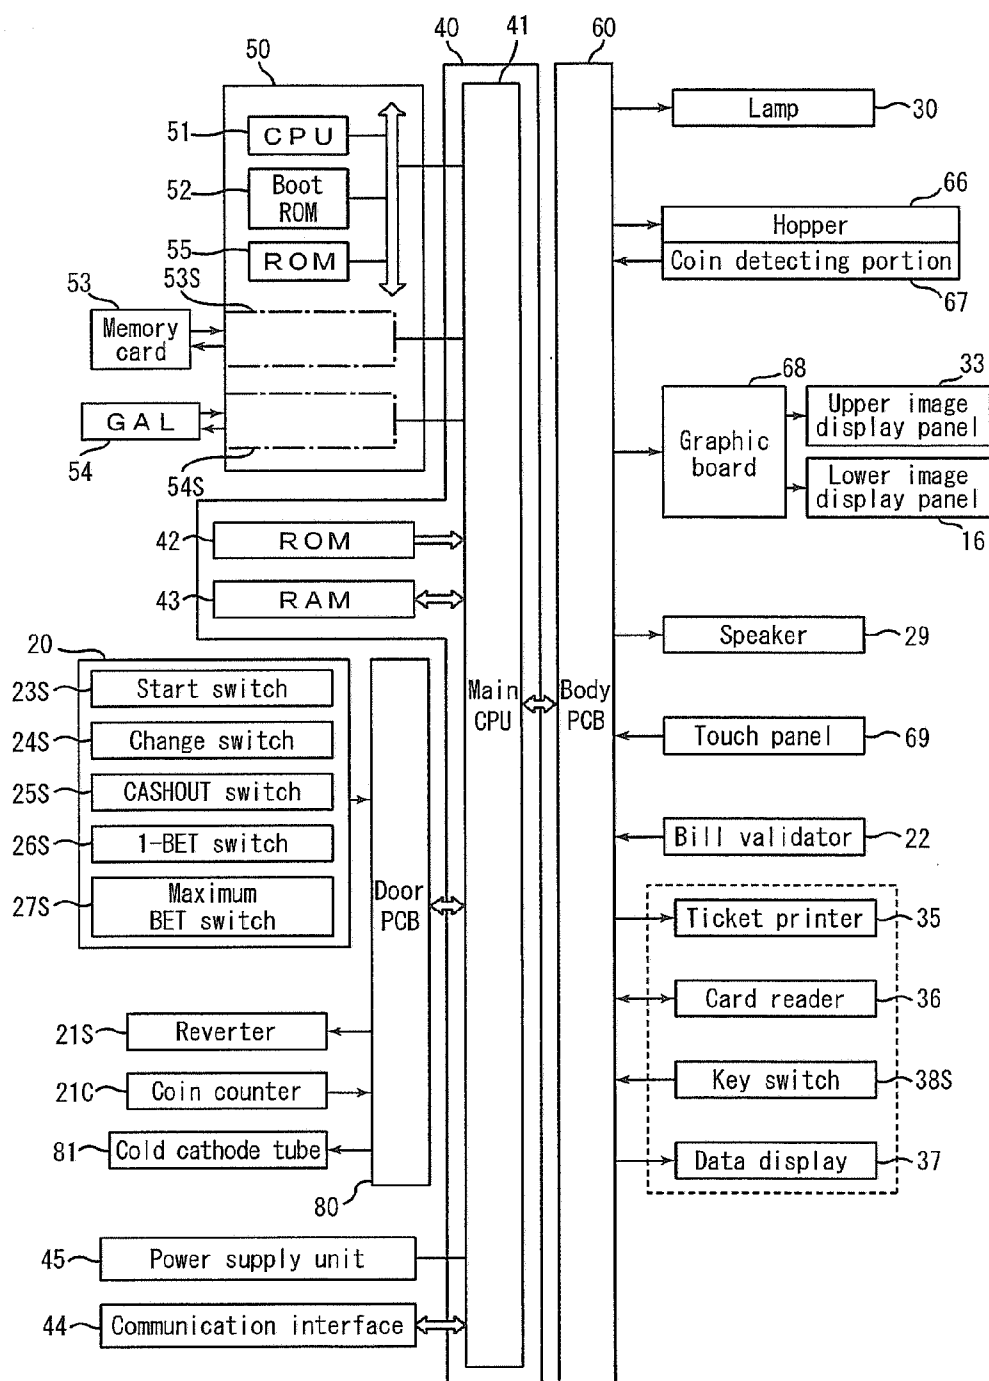 40
41
60
50
51
CPU
52
Boot
ROM
55
ROM
53
53S
Memory
card
GAL
54
54S
42
ROM
43
RAM
20
23S
Start switch
24S
Change switch
25S
CASHOUT switch
26S
1-BET switch
27S
Maximum
BET switch
Door
PCB
Main
CPU
Body
PCB
21S
Reverter
21C
Coin counter
81
Cold cathode tube
80
45
Power supply unit
44
Communication interface
Lamp
30
66
Hopper
Coin detecting portion
67
68
33
Graphic
board
Upper image
display panel
Lower image
display panel
16
Speaker
29
Touch panel
69
Bill validator
22
Ticket printer
35
Card reader
36
Key switch
38S
Data display
37